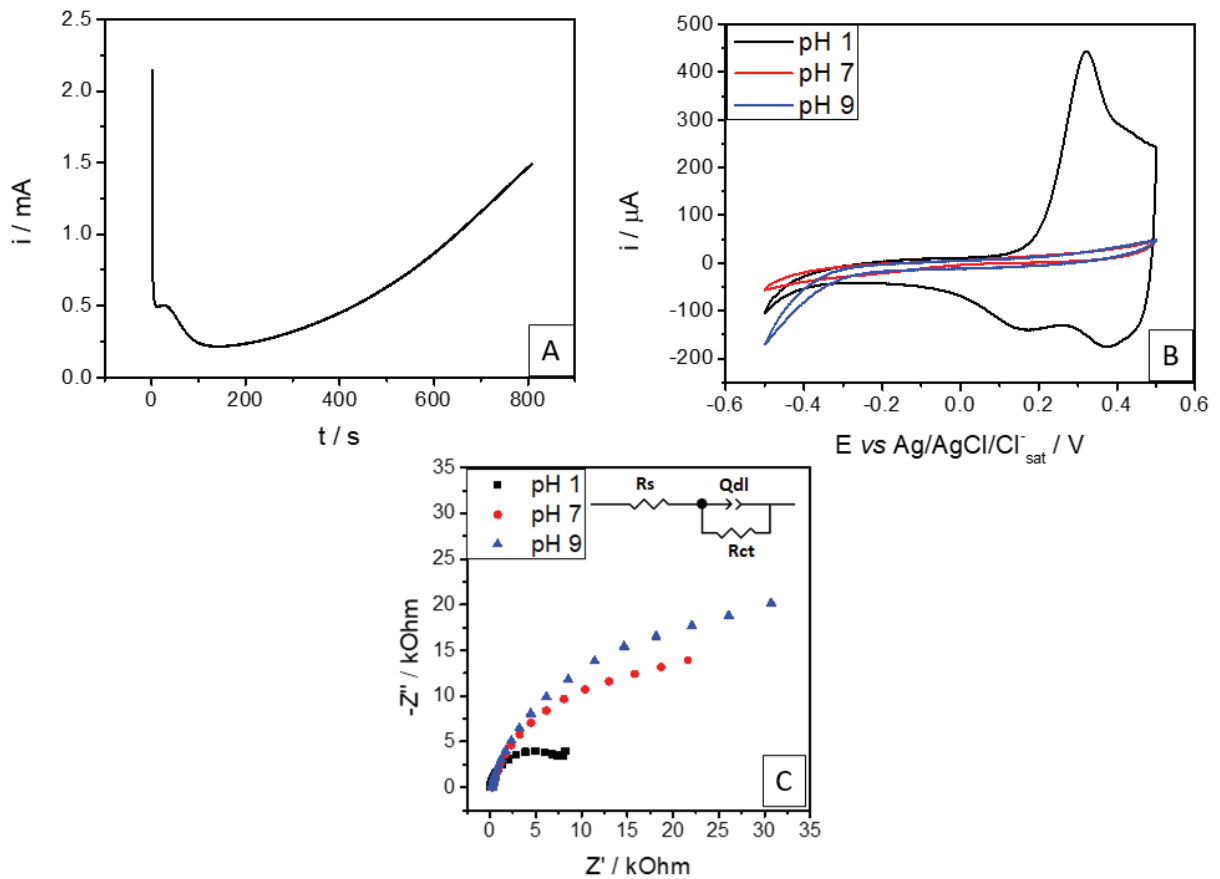 2.5
2.0
1.5
1.0
0.5
0.0
i / mA
0
200
400
600
800
t / s
A
500
400
300
200
100
0
-100
-200
i / μA
pH 1
pH 7
pH 9
-0.6
-0.4
-0.2
0.0
0.2
0.4
0.6
E vs Ag/AgCl/Cl⁻sat / V
B
35
30
25
20
15
10
5
0
-Z'' / kOhm
pH 1
pH 7
pH 9
Rs
Qdl
Rct
0
5
10
15
20
25
30
35
Z' / kOhm
C